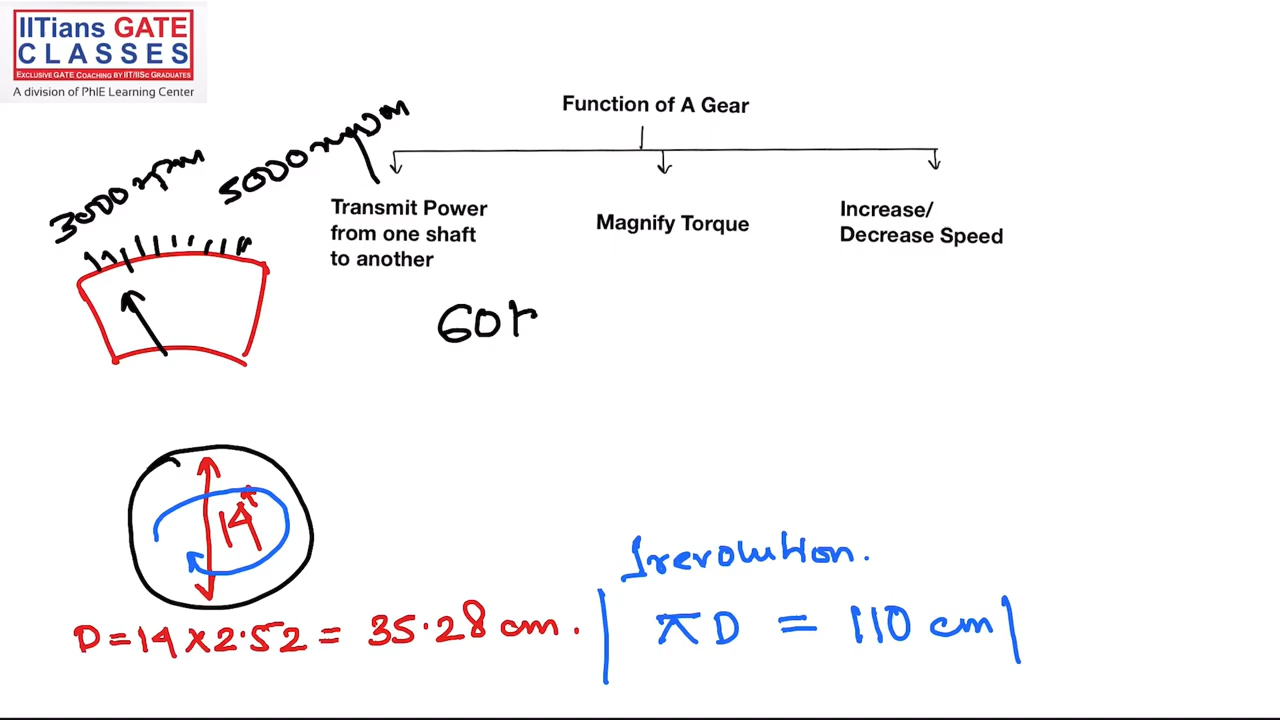 IITians GATE
CLASSES
EXCLUSIVE GATE COACHING BY IIT/IISc GRADUATES
A division of PhIE Learning Center
Function of A Gear
3000 rpm
5000 rpm
Transmit Power
from one shaft
to another
Magnify Torque
Increase/
Decrease Speed
60k
14"
1 revolution.
D = 14 × 2.52 = 35.28 cm.
πD = 110 cm